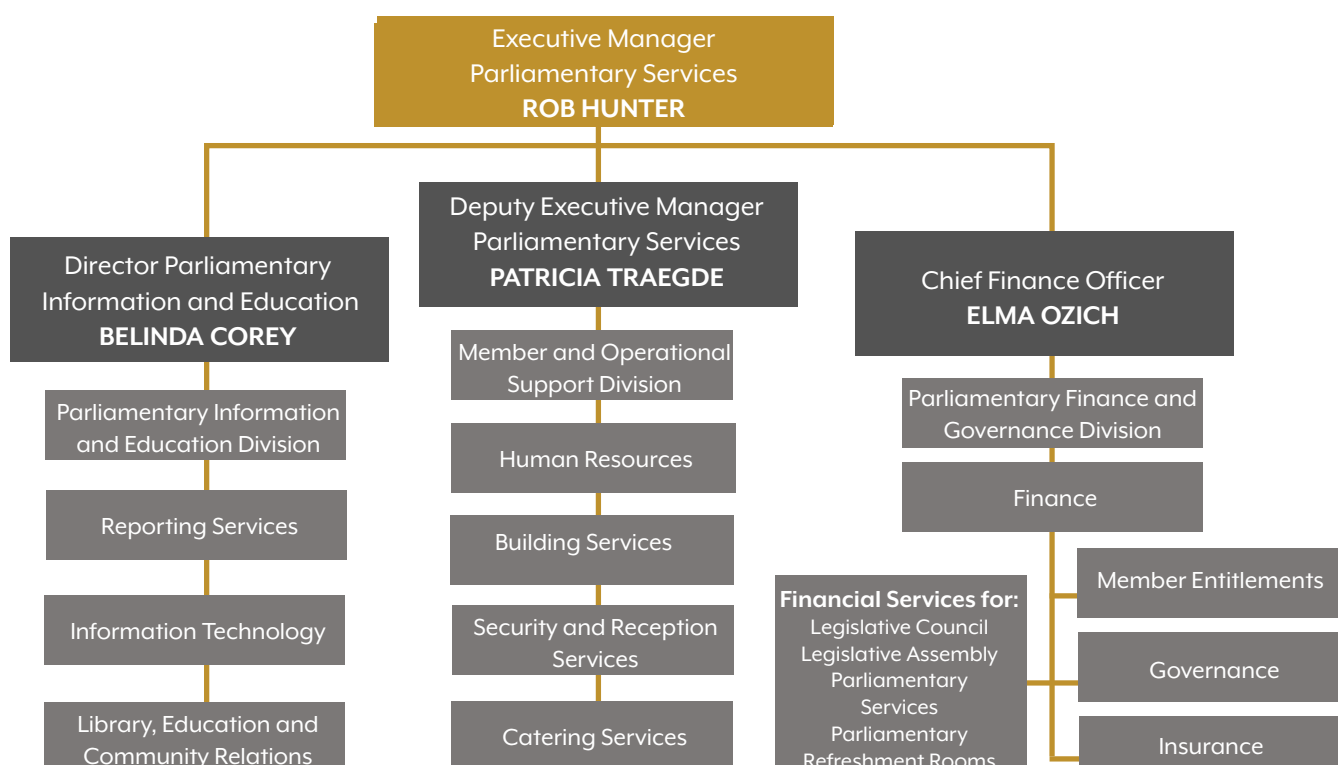 Executive Manager
Parliamentary Services
ROB HUNTER
Director Parliamentary
Information and Education
BELINDA COREY
Parliamentary Information
and Education Division
Reporting Services
Information Technology
Library, Education and
Community Relations
Deputy Executive Manager
Parliamentary Services
PATRICIA TRAEGDE
Member and Operational
Support Division
Human Resources
Building Services
Security and Reception
Services
Catering Services
Chief Finance Officer
ELMA OZICH
Parliamentary Finance and
Governance Division
Finance
Financial Services for:
Legislative Council
Legislative Assembly
Parliamentary
Services
Parliamentary
Refreshment Rooms
Member Entitlements
Governance
Insurance